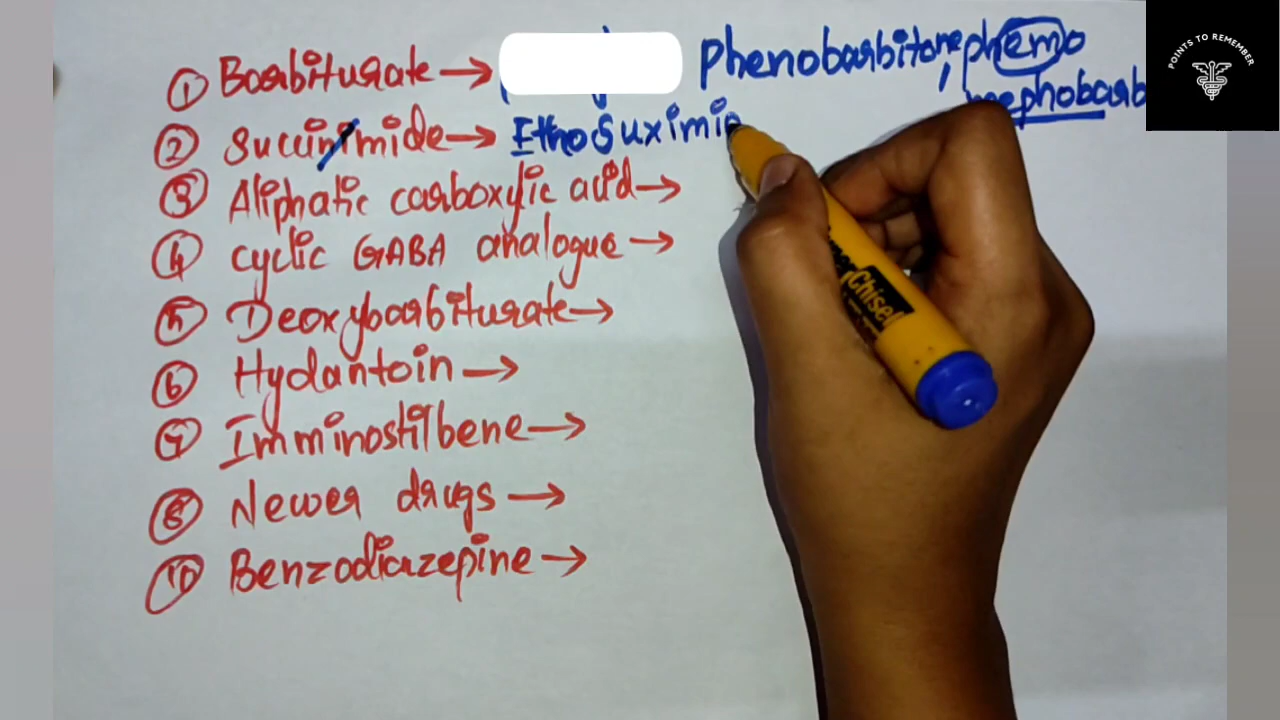 ① Barbiturate → Phenobarbitone, phemo
mephobarb
② Succinimide → Ethosuximid
③ Aliphatic carboxylic acid →
④ cyclic GABA analogue →
⑤ Deoxybarbiturate →
⑥ Hydantoin →
⑦ Imminostilbene →
⑧ Newer drugs →
⑩ Benzodiazepine →
Chisel
POINTS TO REMEMBER